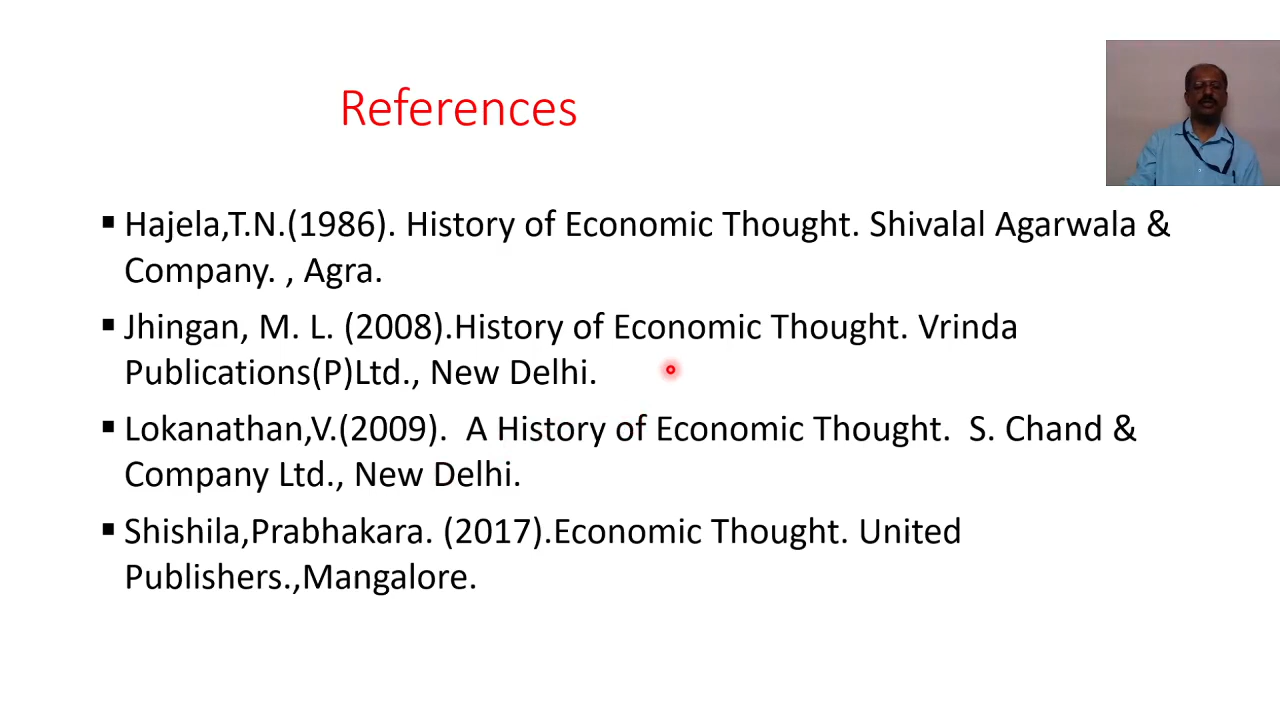 References
▪ Hajela,T.N.(1986). History of Economic Thought. Shivalal Agarwala &
Company. , Agra.
▪ Jhingan, M. L. (2008).History of Economic Thought. Vrinda
Publications(P)Ltd., New Delhi.
▪ Lokanathan,V.(2009).  A History of Economic Thought.  S. Chand &
Company Ltd., New Delhi.
▪ Shishila,Prabhakara. (2017).Economic Thought. United
Publishers.,Mangalore.